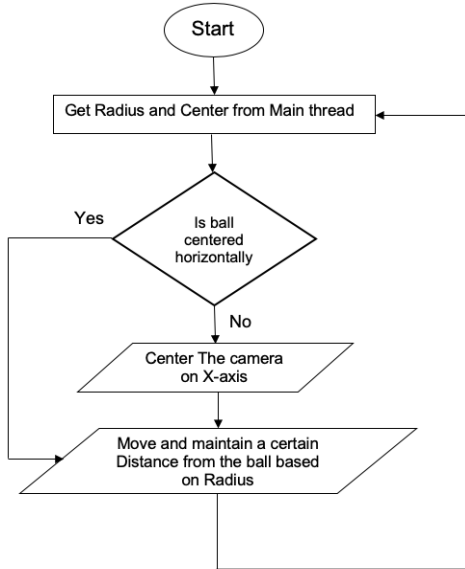 Start
Get Radius and Center from Main thread
Yes
Is ball
centered
horizontally
No
Center The camera
on X-axis
Move and maintain a certain
Distance from the ball based
on Radius